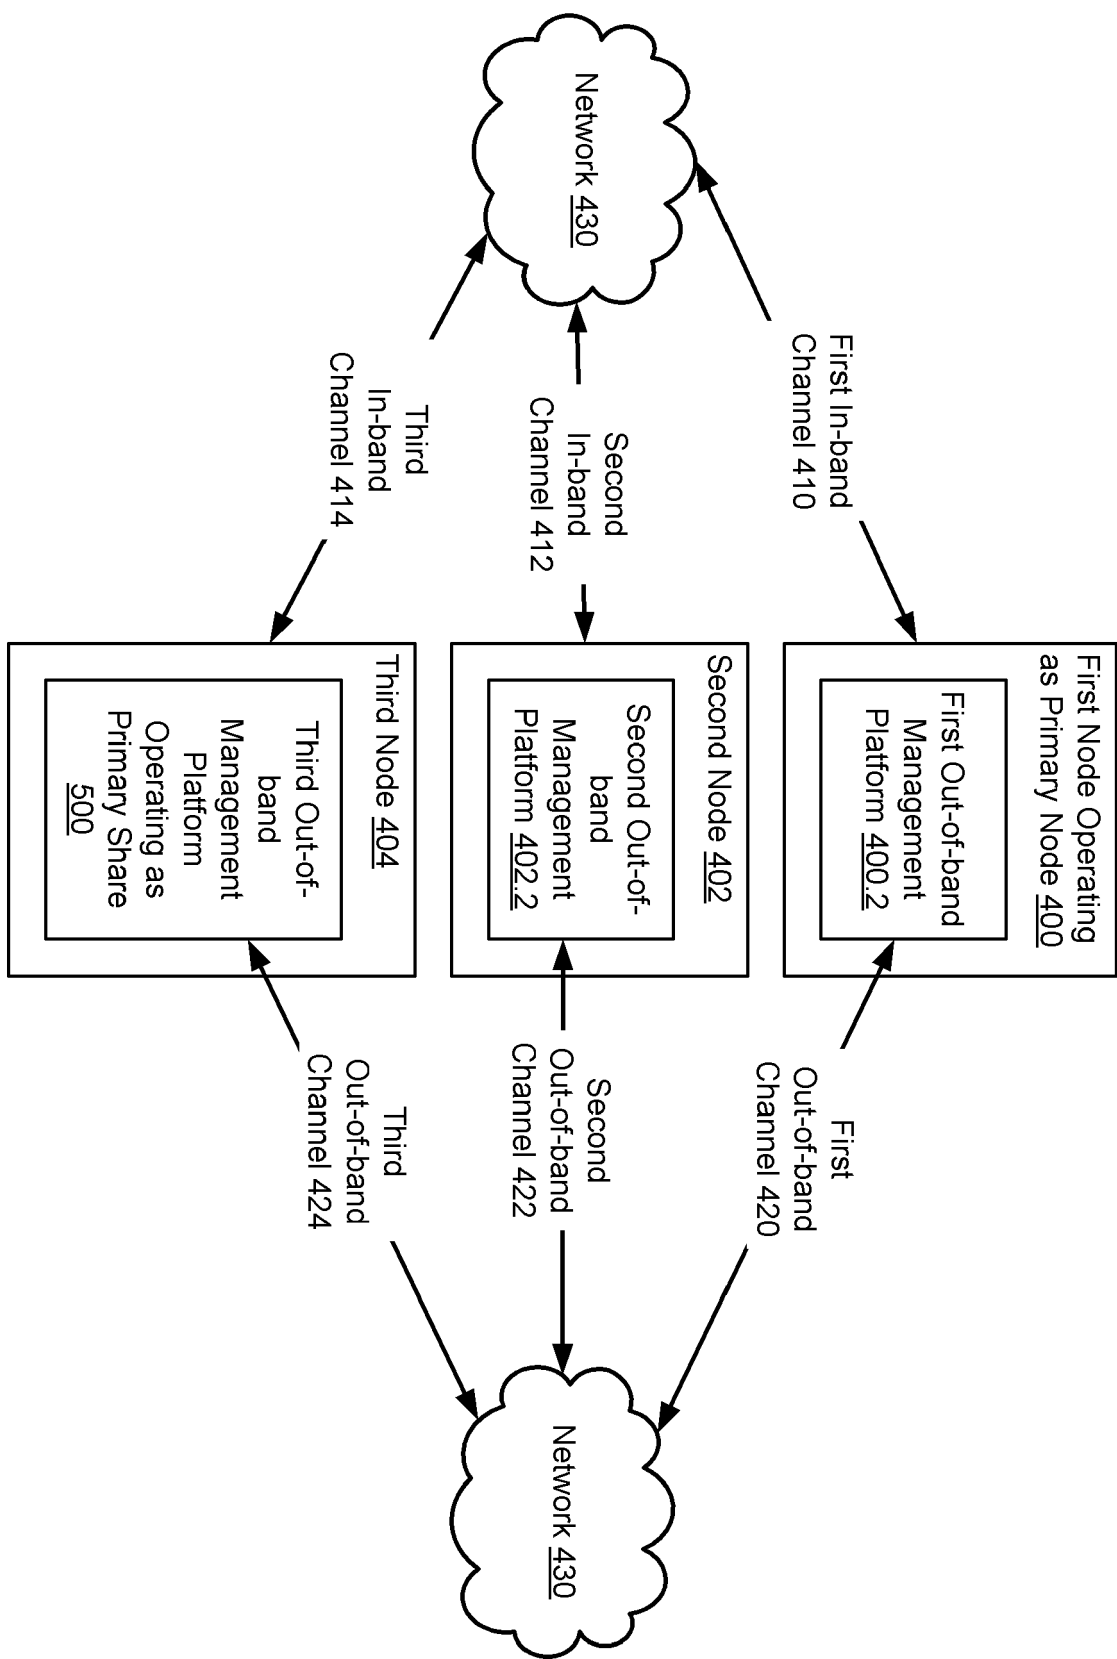 First Node Operating
as Primary Node 400
First Out-of-band
Management
Platform 400.2
First In-band
Channel 410
First
Out-of-band
Channel 420
Network 430
Second
In-band
Channel 412
Second Node 402
Second Out-of-
band
Management
Platform 402.2
Second
Out-of-band
Channel 422
Network 430
Third
In-band
Channel 414
Third Node 404
Third Out-of-
band
Management
Platform
Operating as
Primary Share
500
Third
Out-of-band
Channel 424